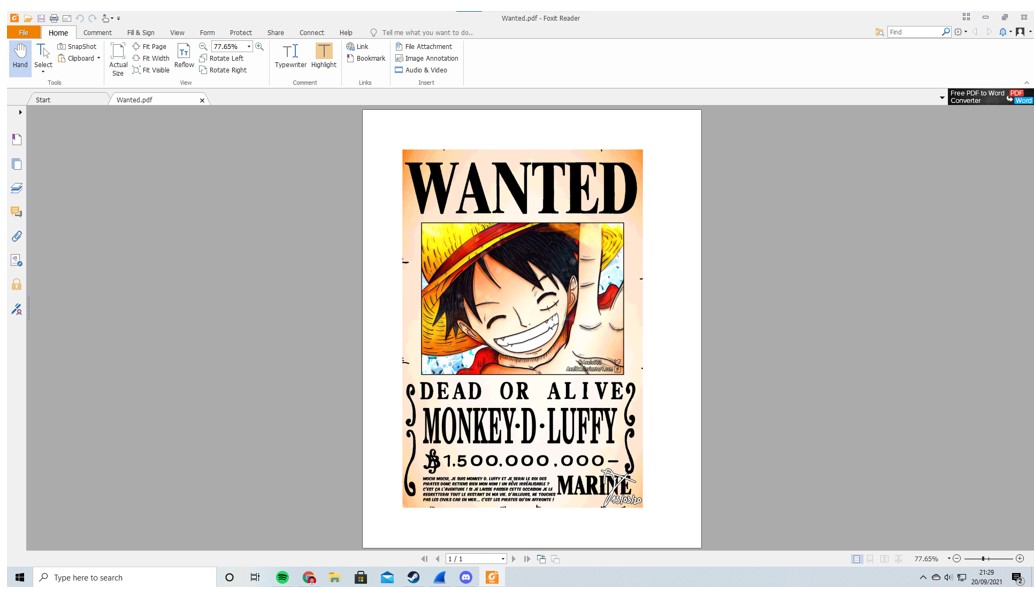 Wanted.pdf - Foxit Reader
File Home Comment Fill & Sign View Form Protect Share Connect Help Tell me what you want to do.. Find
Hand
Select
SnapShot
Clipboard
Actual Size
Fit Page
Fit Width
Fit Visible
Reflow
77.65%
Rotate Left
Rotate Right
Typewriter
Highlight
Link
Bookmark
File Attachment
Image Annotation
Audio & Video
Tools View Comment Links Insert
Start Wanted.pdf
Free PDF to Word
Converter
PDF
Word
WANTED
DEAD OR ALIVE
MONKEY·D·LUFFY
฿1.500.000.000-
MOCHI MOCHI, JE SUIS MONKEY D. LUFFY ET JE SERAI LE ROI DES
PIRATES DONC RETIENS BIEN MON NOM ! UN RÊVE IRRÉALISABLE ?
C'EST ÇA L'AVENTURE ! SI JE LAISSE PASSER CETTE OCCASION JE LE
REGRETTERAI TOUT LE RESTANT DE MA VIE. D'AILLEURS, NE TOUCHES
PAS LES CIVILS CAR EN MER... C'EST LES PIRATES QU'ON AFFRONTE !
MARINE
1 / 1
77.65%
Type here to search
21:29
20/09/2021